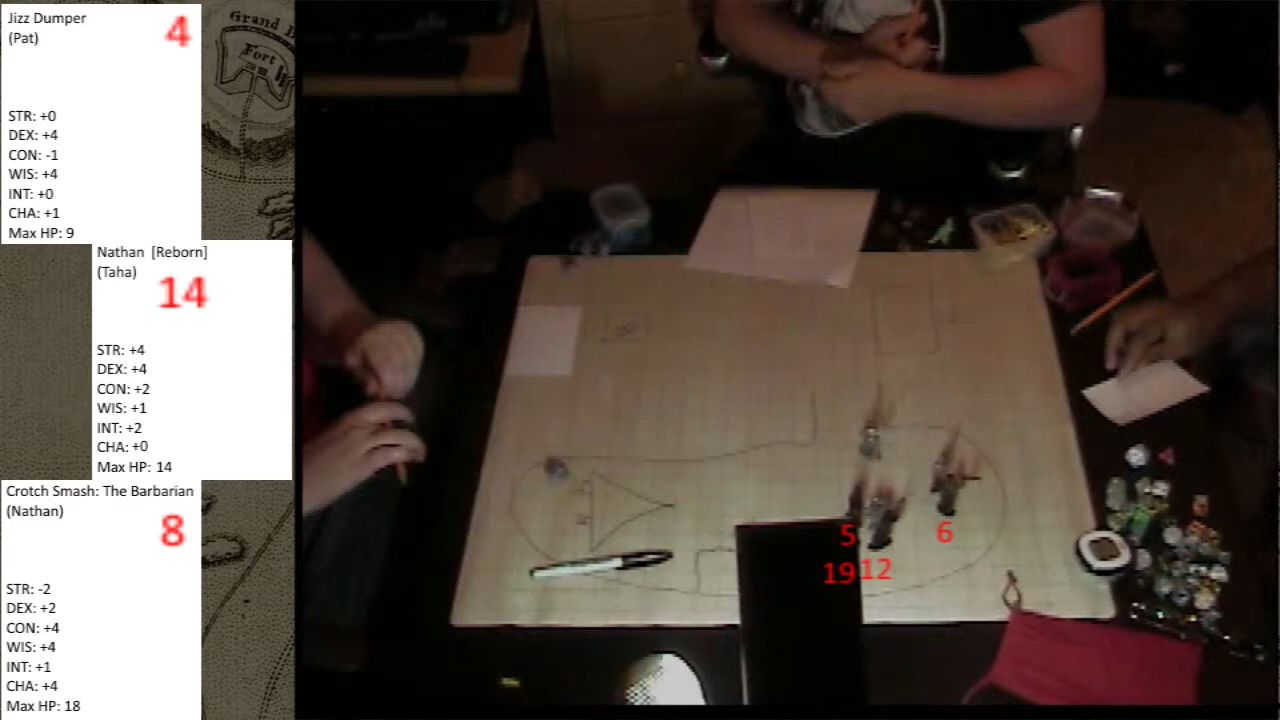 Jizz Dumper
(Pat)
4
STR: +0
DEX: +4
CON: -1
WIS: +4
INT: +0
CHA: +1
Max HP: 9
Grand
Fort
Nathan [Reborn]
(Taha)
14
STR: +4
DEX: +4
CON: +2
WIS: +1
INT: +2
CHA: +0
Max HP: 14
Crotch Smash: The Barbarian
(Nathan)
8
STR: -2
DEX: +2
CON: +4
WIS: +4
INT: +1
CHA: +4
Max HP: 18
5
6
19
12